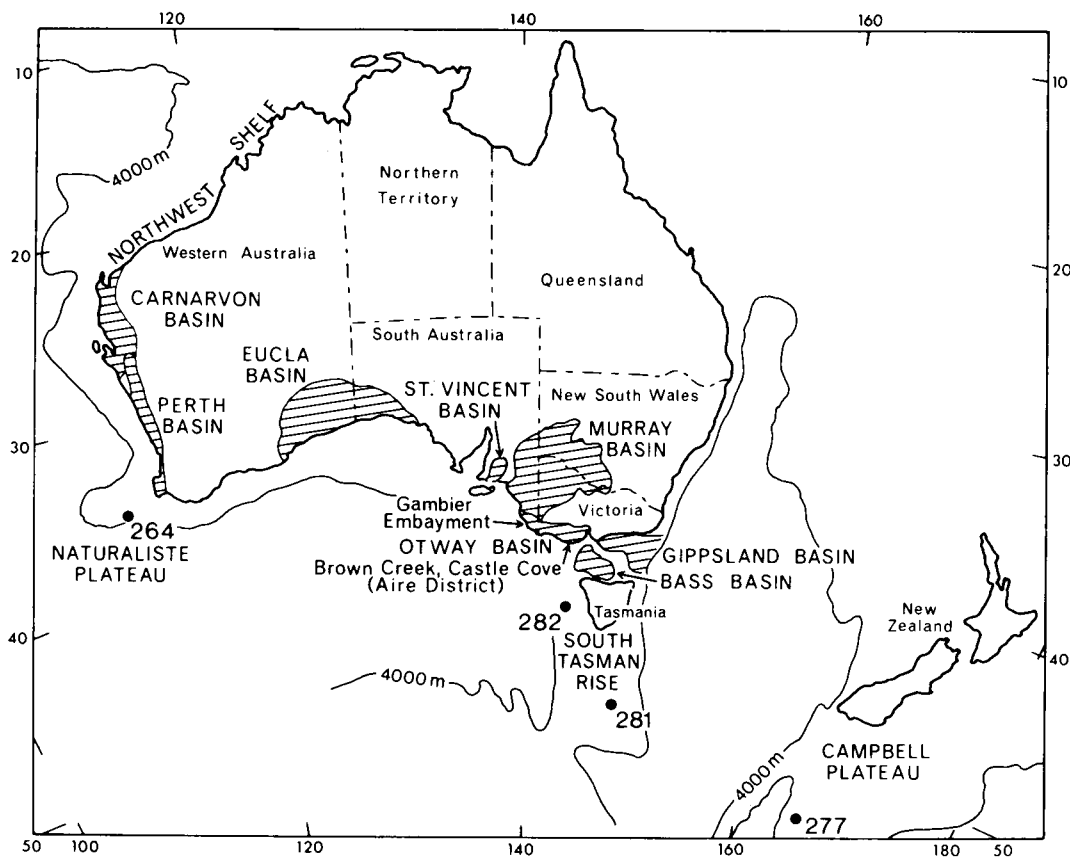 120 140 160
10 10
4000m
NORTHWEST SHELF
Northern
Territory
20 20
Western Australia
Queensland
CARNARVON
BASIN
South Australia
EUCLA
BASIN
ST. VINCENT
BASIN
New South Wales
PERTH
BASIN
MURRAY
BASIN
30 30
Gambier
Embayment
Victoria
264
NATURALISTE
PLATEAU
OTWAY BASIN
GIPPSLAND BASIN
Brown Creek, Castle Cove
(Aire District)
BASS BASIN
282
Tasmania
New
Zealand
40 40
SOUTH
TASMAN
RISE
4000m
281
CAMPBELL
PLATEAU
4000m
277
50 100 120 140 160 180 50